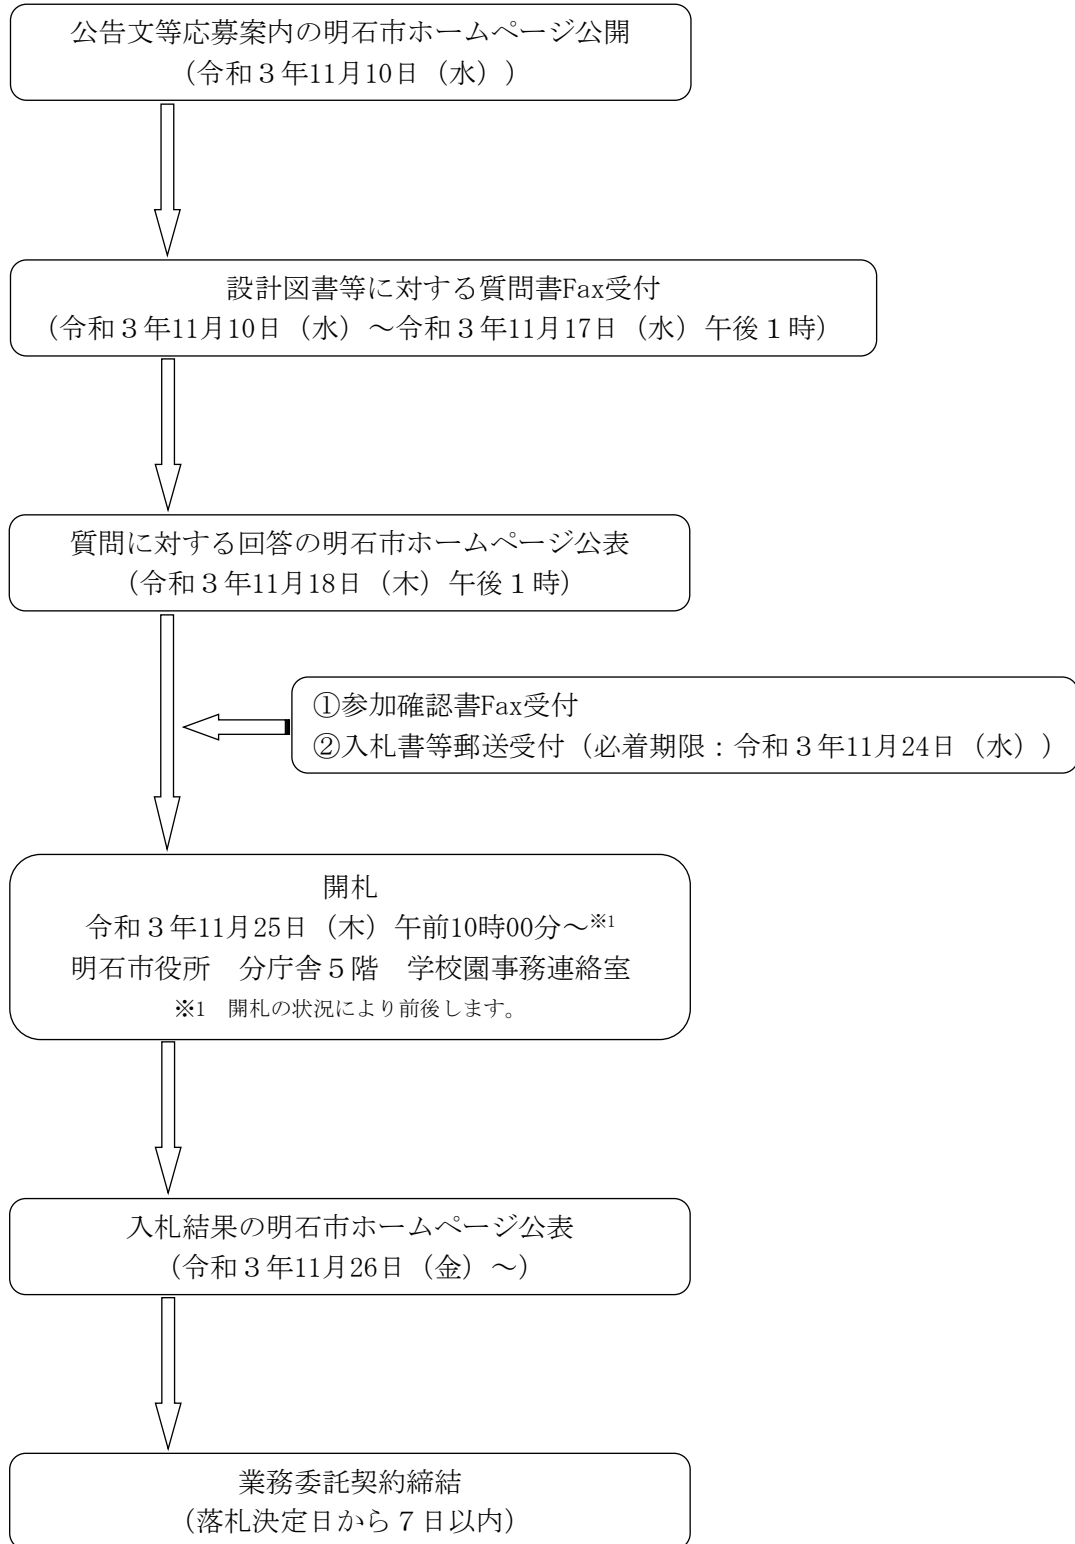 公告文等応募案内の明石市ホームページ公開
（令和３年11月10日（水））
設計図書等に対する質問書Fax受付
（令和３年11月10日（水）～令和３年11月17日（水）午後１時）
質問に対する回答の明石市ホームページ公表
（令和３年11月18日（木）午後１時）
①参加確認書Fax受付
②入札書等郵送受付（必着期限：令和３年11月24日（水））
開札
令和３年11月25日（木）午前10時00分～※1
明石市役所　分庁舎５階　学校園事務連絡室
※1　開札の状況により前後します。
入札結果の明石市ホームページ公表
（令和３年11月26日（金）～）
業務委託契約締結
（落札決定日から７日以内）